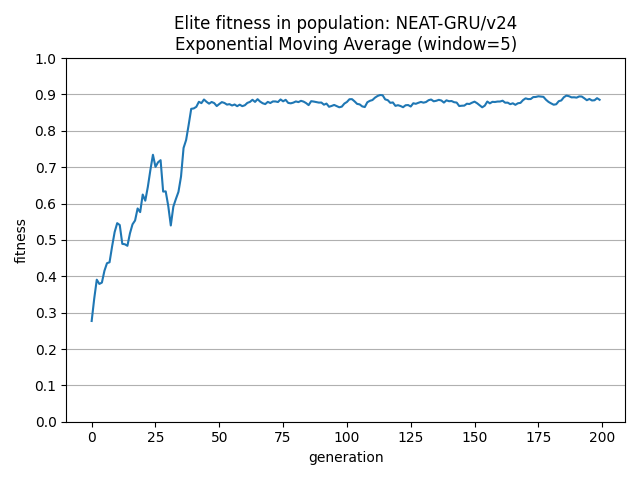 Elite fitness in population: NEAT-GRU/v24
Exponential Moving Average (window=5)
1.0
0.9
0.8
0.7
0.6
0.5
0.4
0.3
0.2
0.1
0.0
fitness
0 25 50 75 100 125 150 175 200
generation